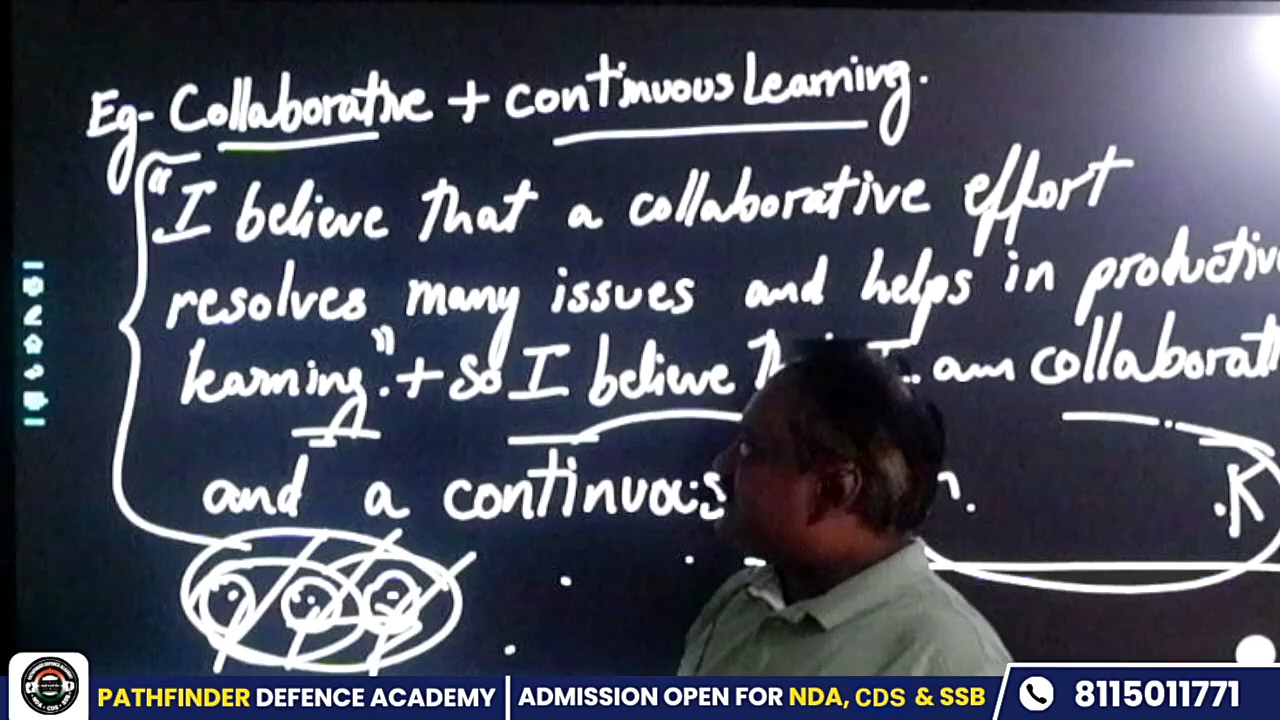 Eg- Collaborative + continuous Learning.
"I believe that a collaborative effort
resolves many issues and helps in productive
learning." + So I believe I am collaborati
and a continuous
.K
PATHFINDER DEFENCE ACADEMY
ADMISSION OPEN FOR NDA, CDS & SSB
8115011771